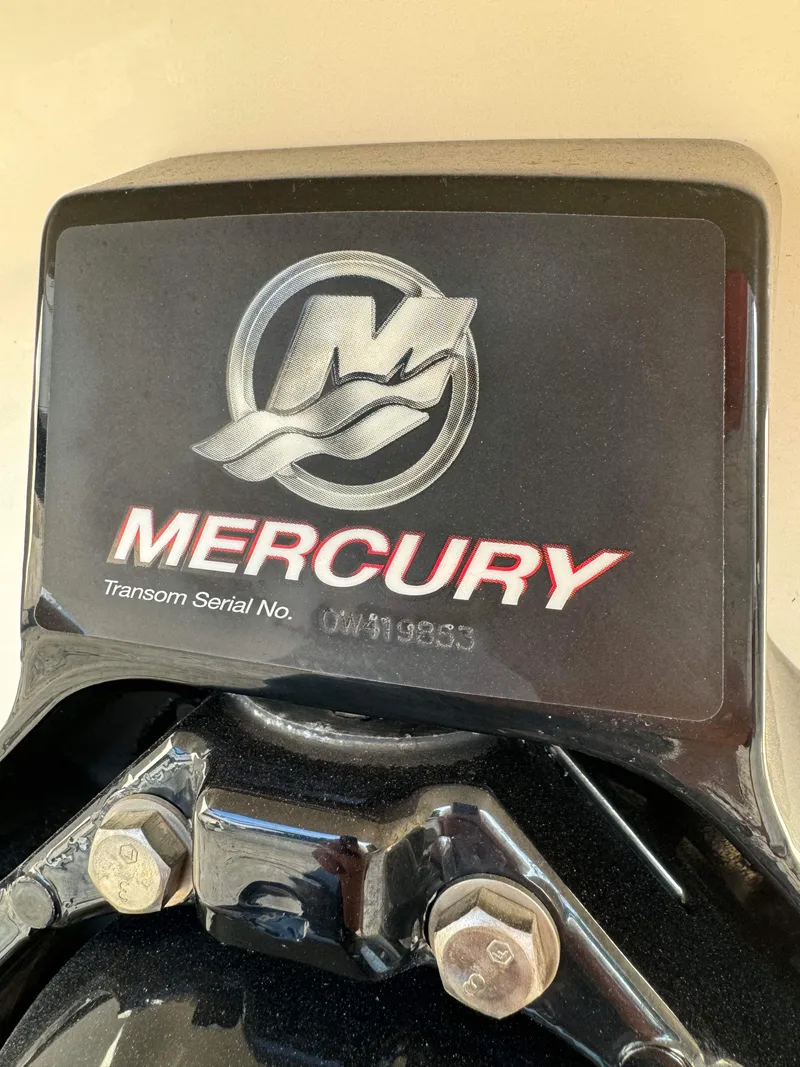 MERCURY
Transom Serial No. 0W419853